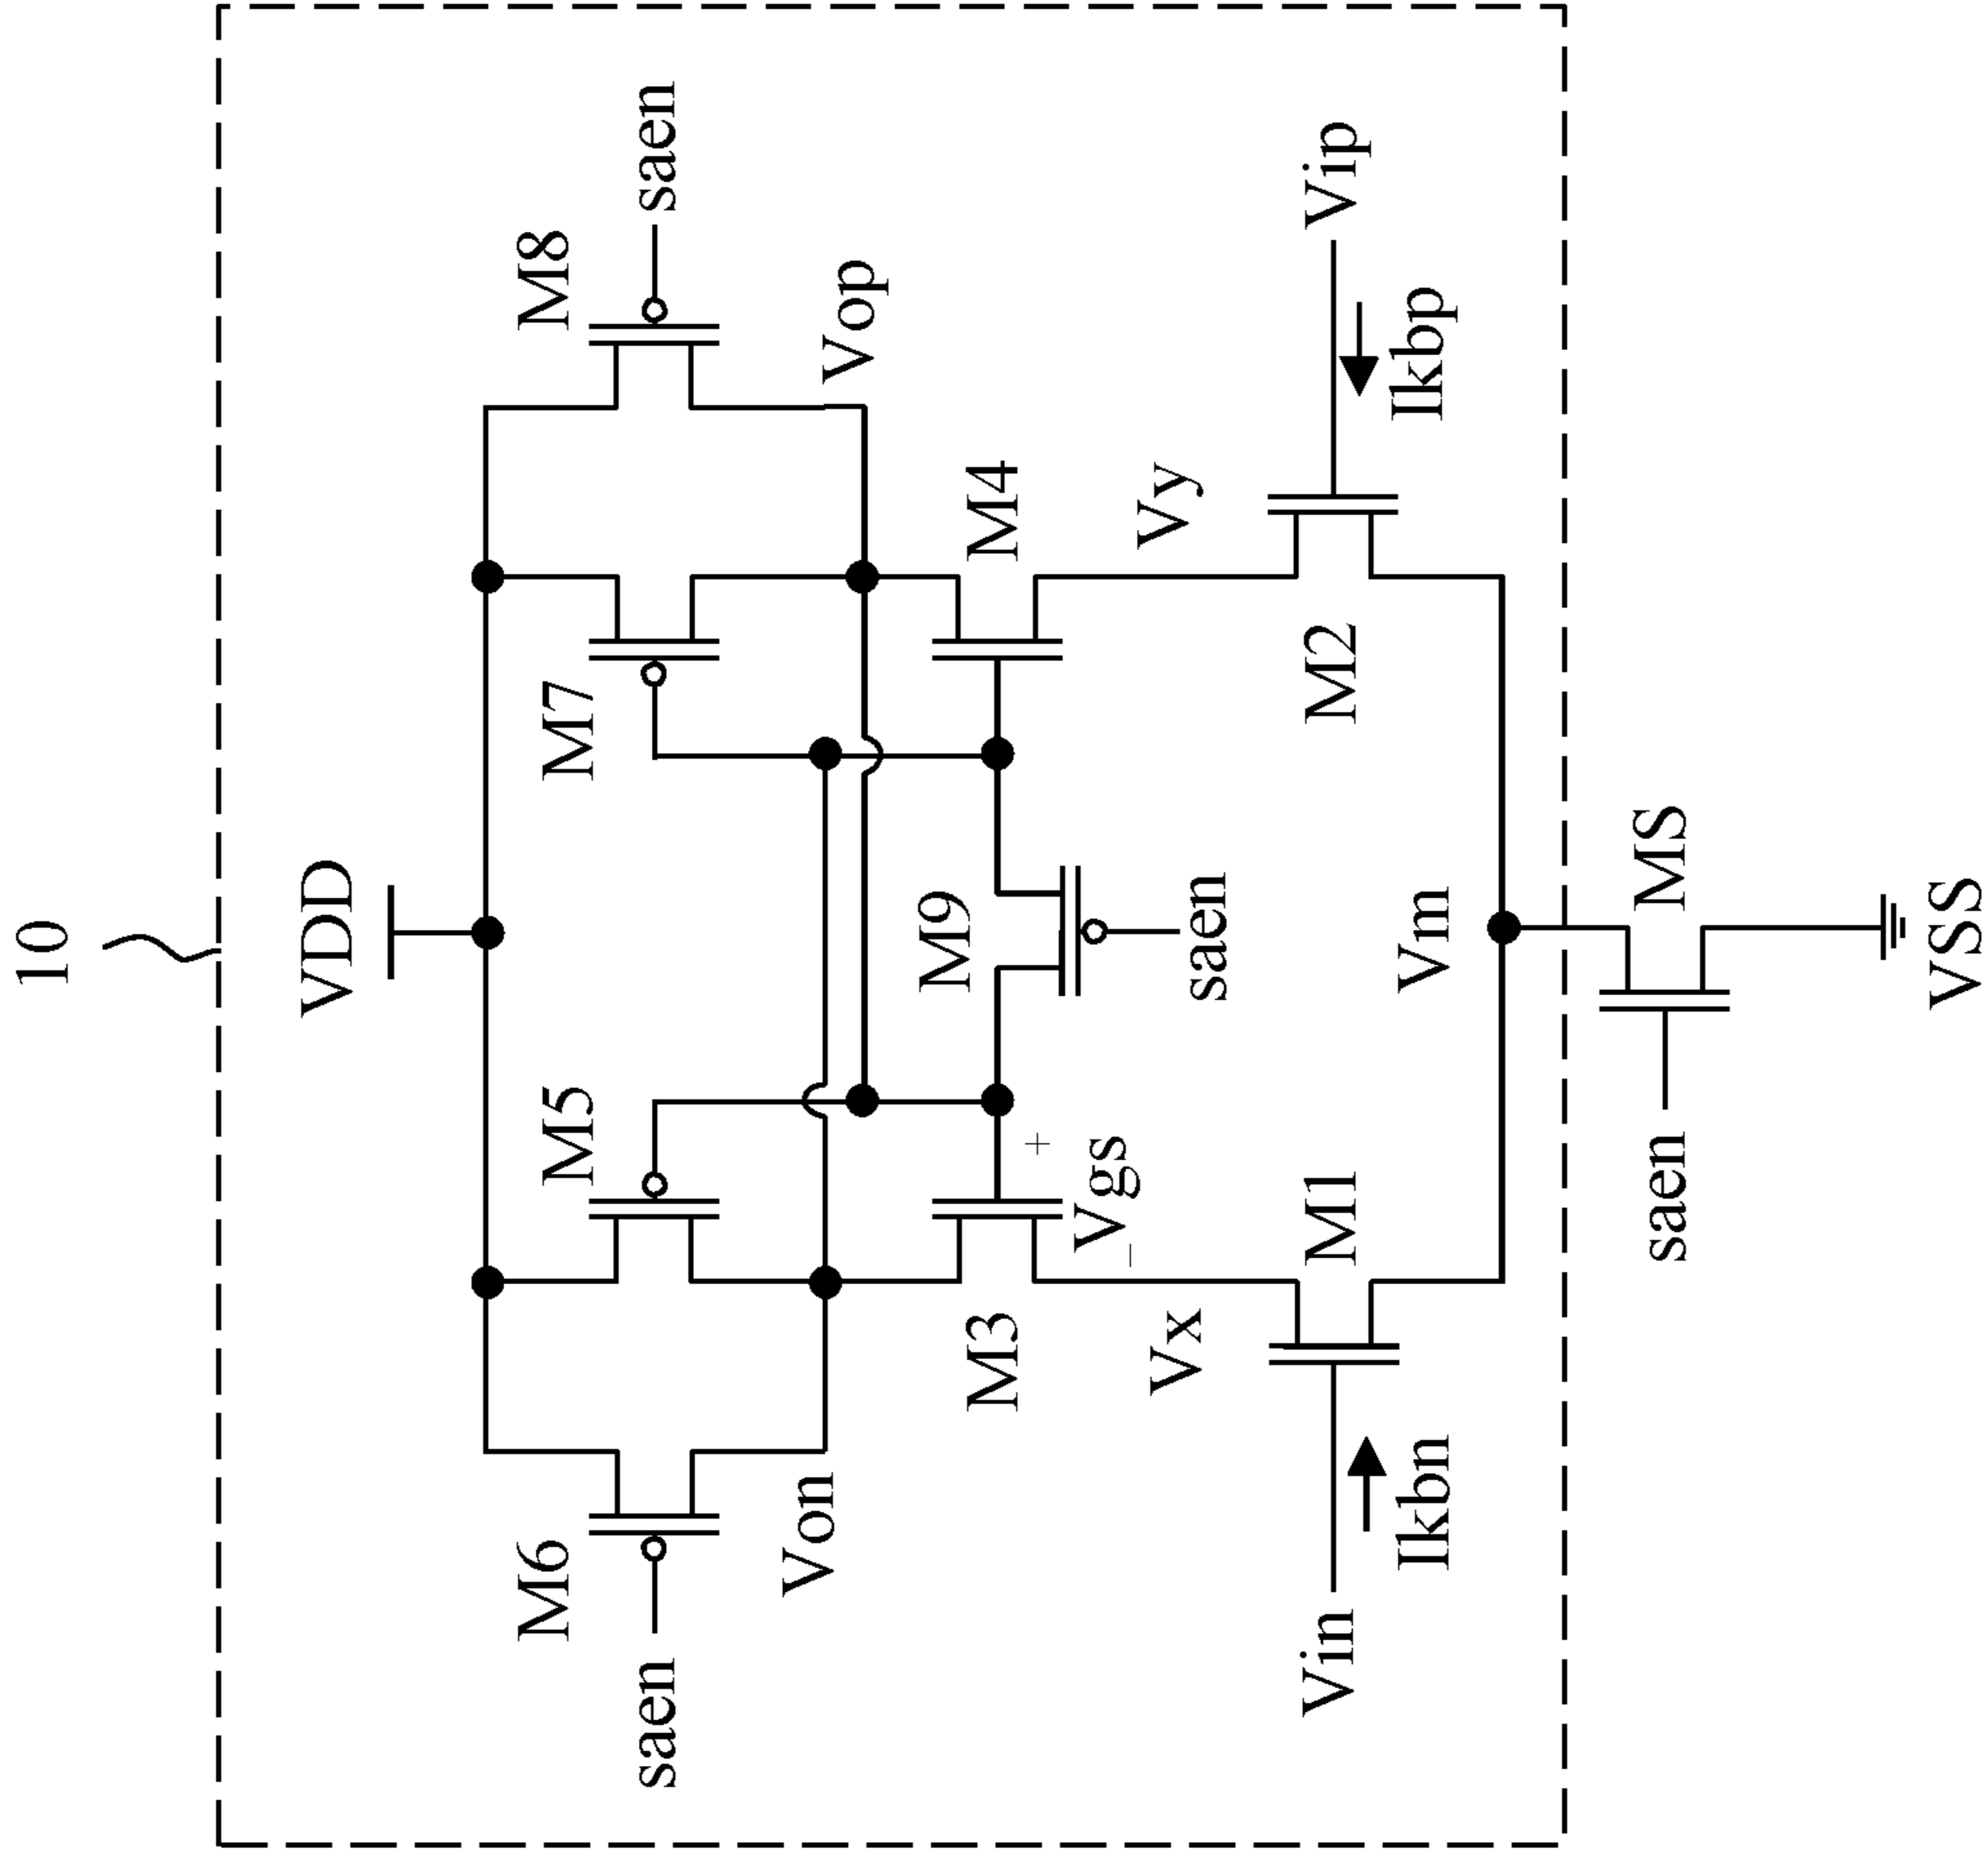 10
VDD
M6
M5
M7
M8
saen
saen
Von
Vop
M3
M9
M4
+
Vgs
–
saen
Vx
Vy
Vin
M1
M2
Vip
Ikbn
Vm
Ikbp
saen
MS
VSS